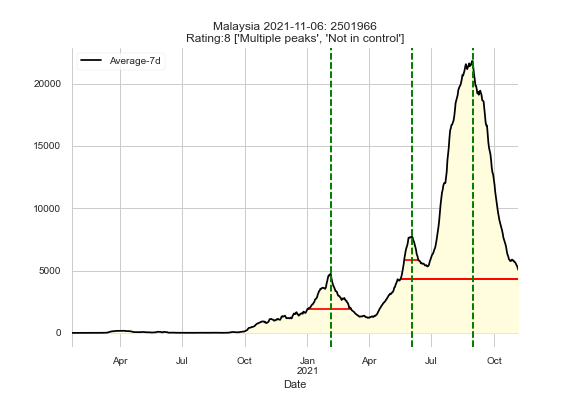 Malaysia 2021-11-06: 2501966
Rating:8 ['Multiple peaks', 'Not in control']
Average-7d
20000
15000
10000
5000
0
Apr Jul Oct Jan Apr Jul Oct
2021
Date